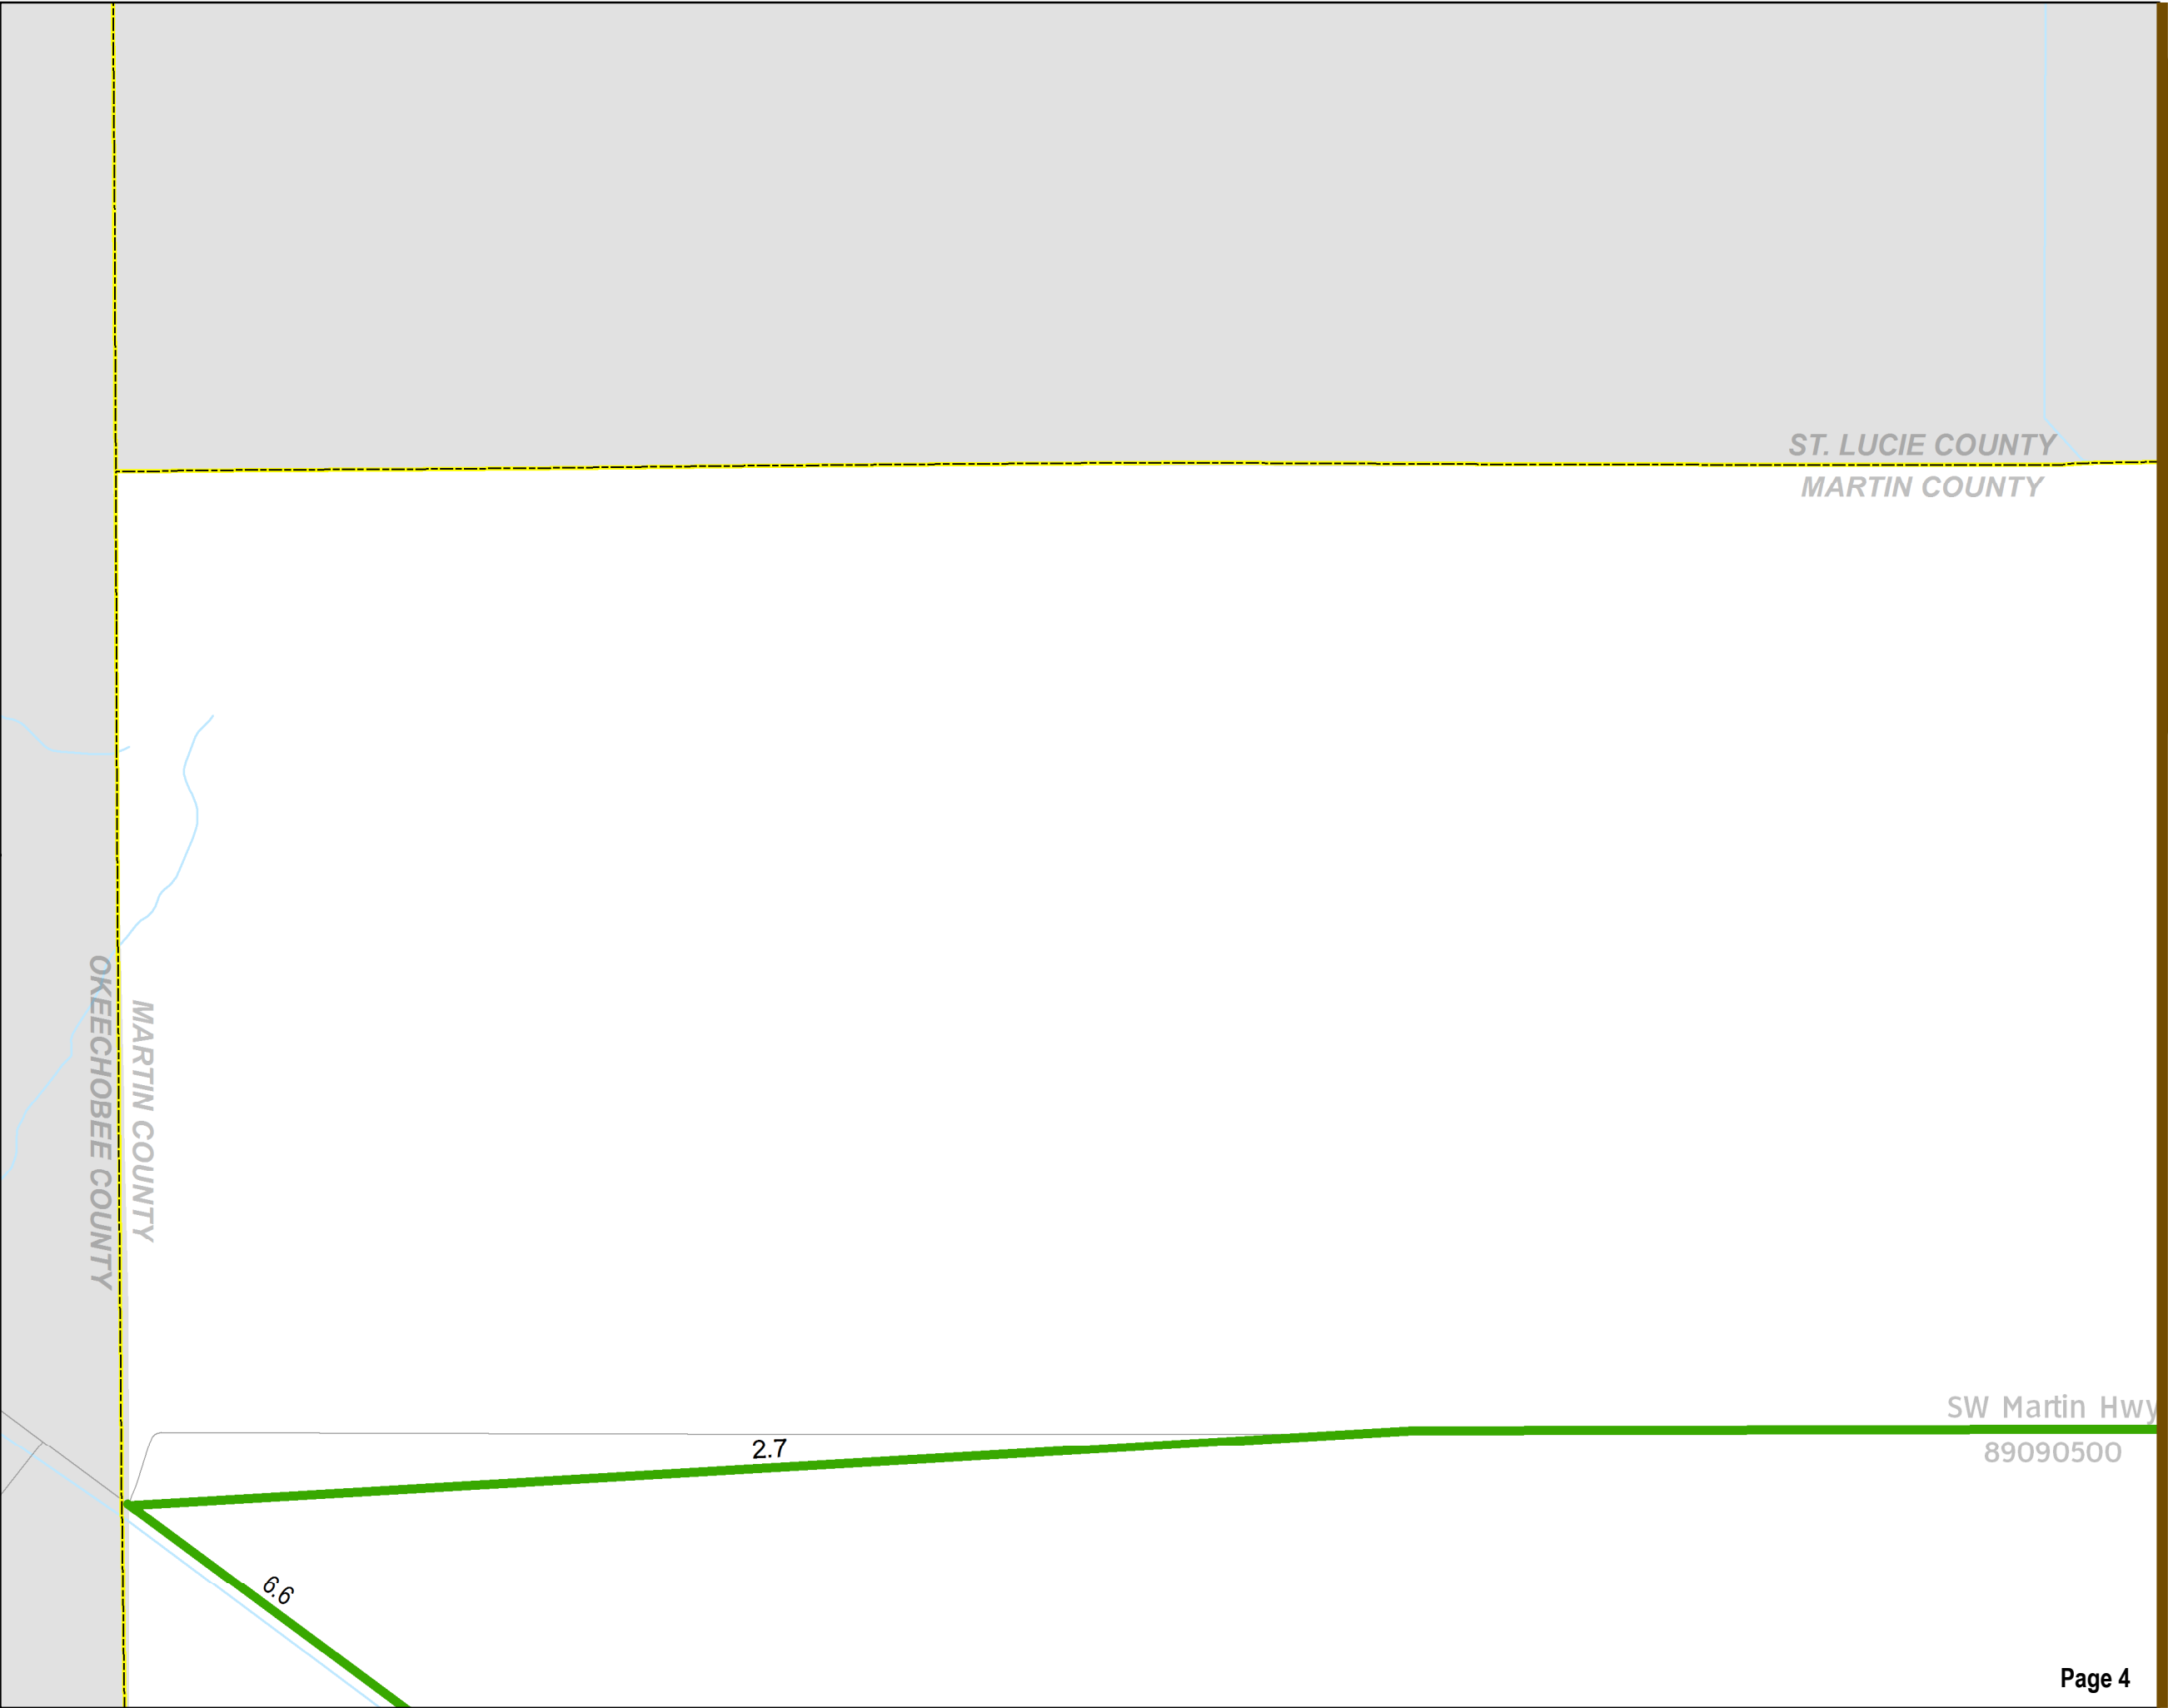 ST. LUCIE COUNTY
MARTIN COUNTY
OKEECHOBEE COUNTY
MARTIN COUNTY
SW Martin Hwy
2.7
89090500
6.6
Page 4